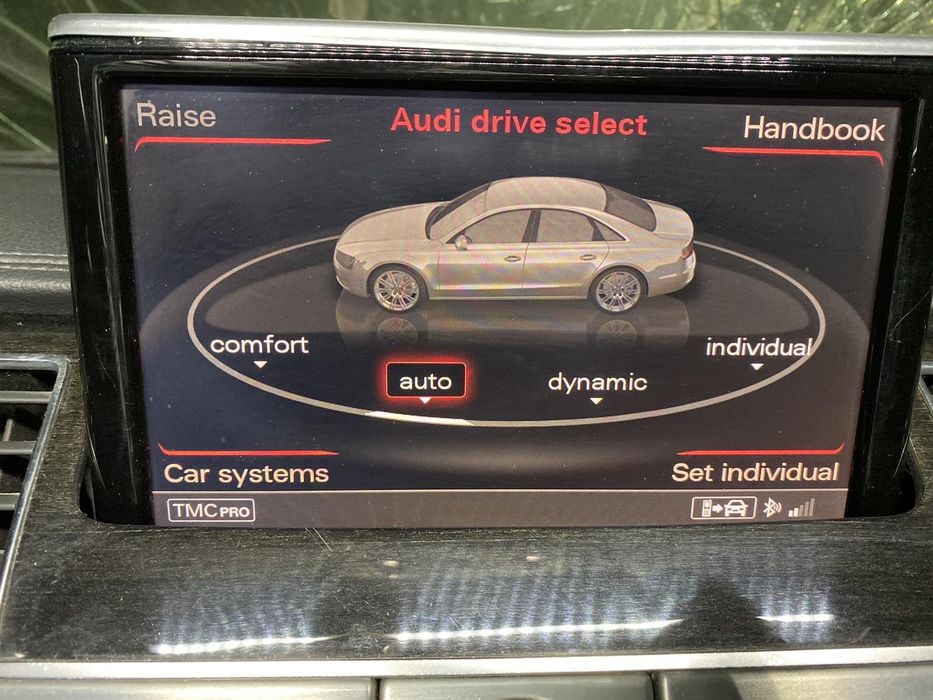 Raise
Audi drive select
Handbook
comfort
auto
dynamic
individual
Car systems
Set individual
TMC PRO